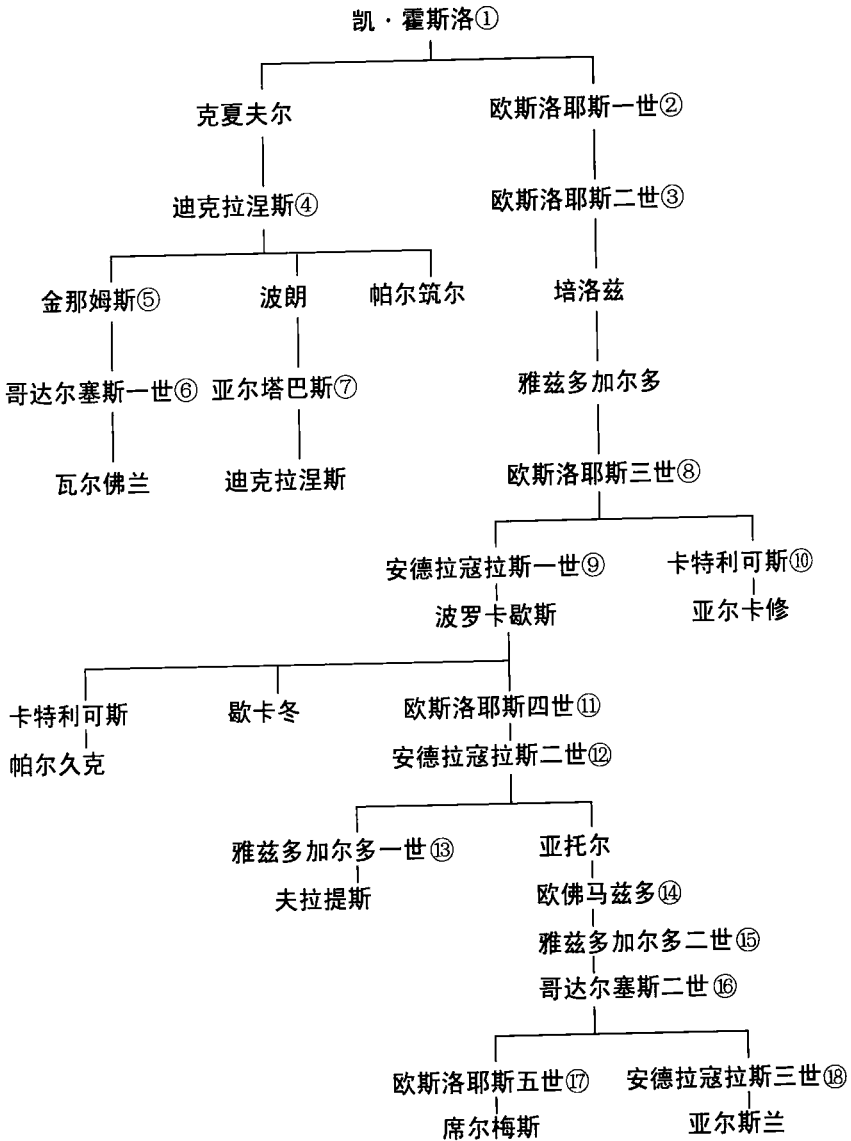 凯·霍斯洛①
克夏夫尔 欧斯洛耶斯一世②
迪克拉涅斯④ 欧斯洛耶斯二世③
金那姆斯⑤ 波朗 帕尔筑尔 培洛兹
哥达尔塞斯一世⑥ 亚尔塔巴斯⑦ 雅兹多加尔多
瓦尔佛兰 迪克拉涅斯 欧斯洛耶斯三世⑧
安德拉寇拉斯一世⑨ 卡特利可斯⑩
波罗卡歇斯 亚尔卡修
卡特利可斯 歇卡冬 欧斯洛耶斯四世⑪
帕尔久克 安德拉寇拉斯二世⑫
雅兹多加尔多一世⑬ 亚托尔
夫拉提斯 欧佛马兹多⑭
雅兹多加尔多二世⑮
哥达尔塞斯二世⑯
欧斯洛耶斯五世⑰ 安德拉寇拉斯三世⑱
席尔梅斯 亚尔斯兰